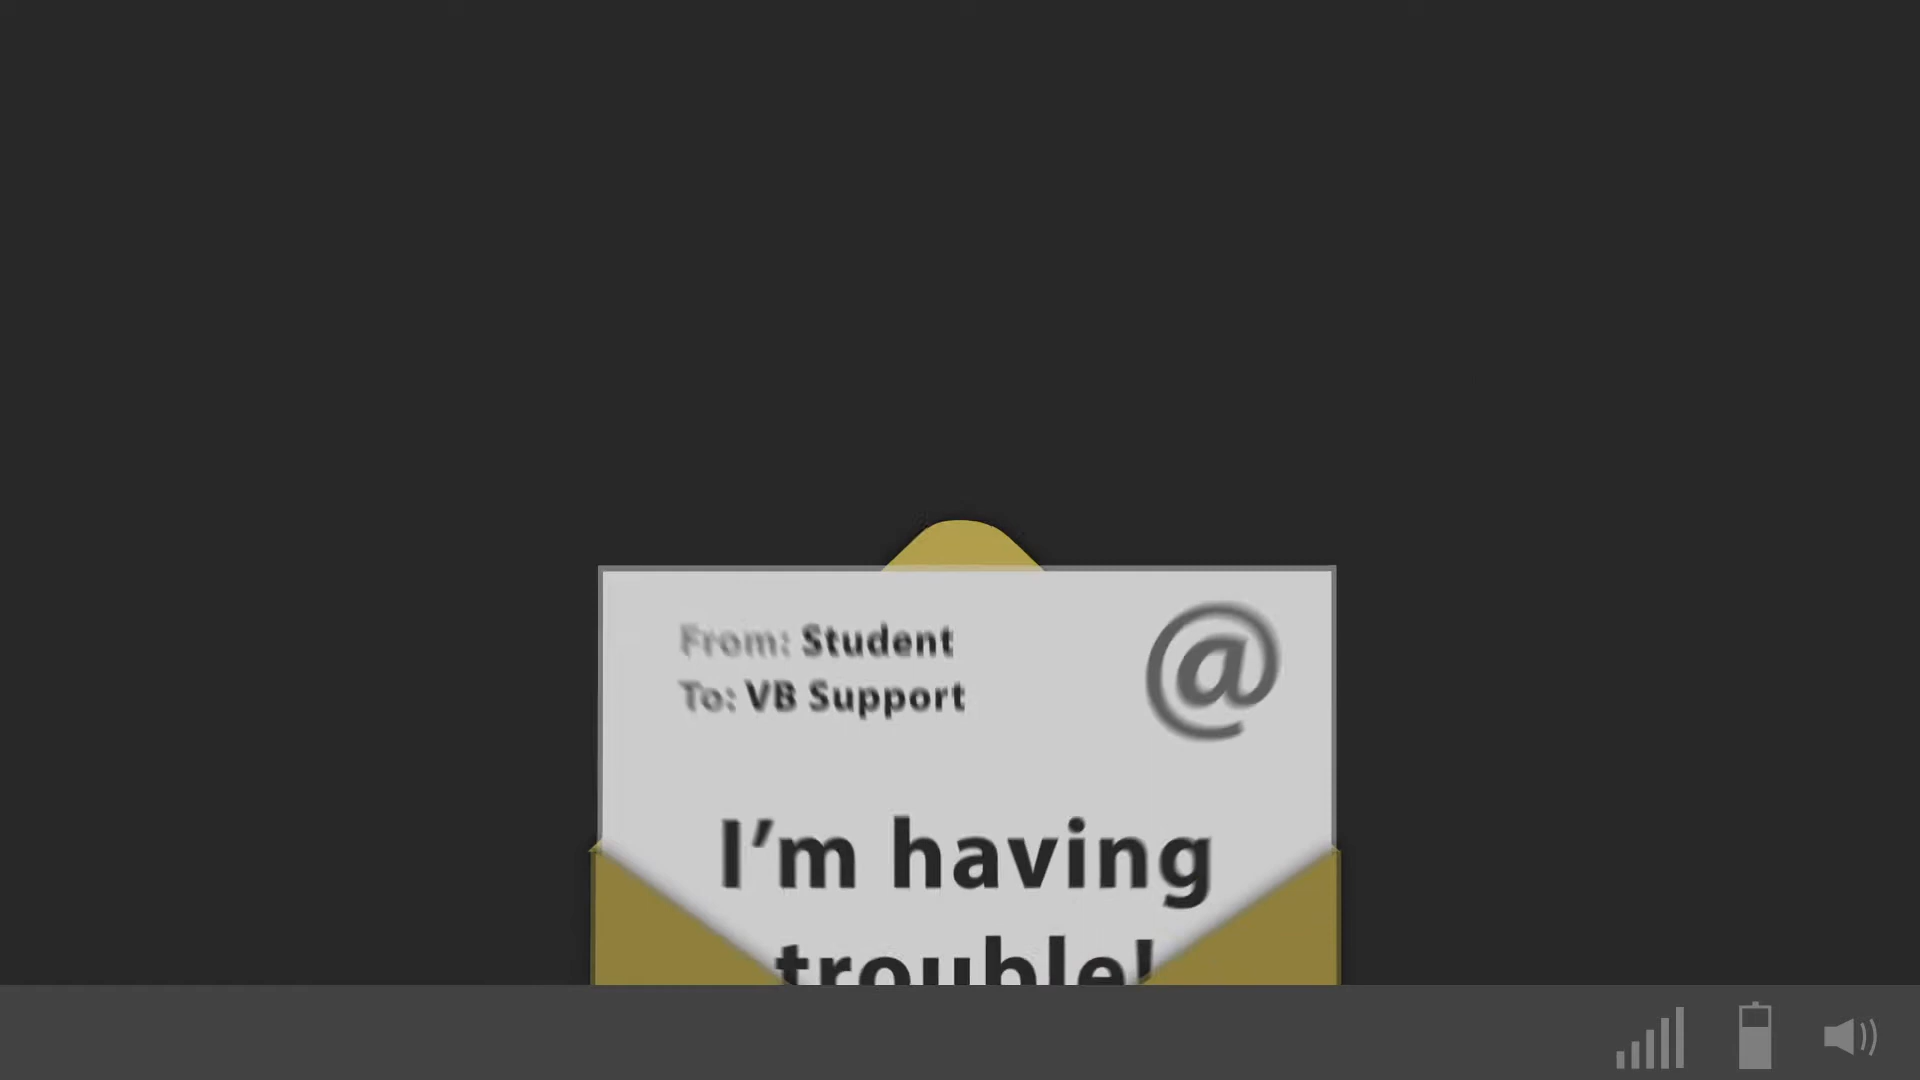 From: Student
To: VB Support
@
I’m having
trouble!